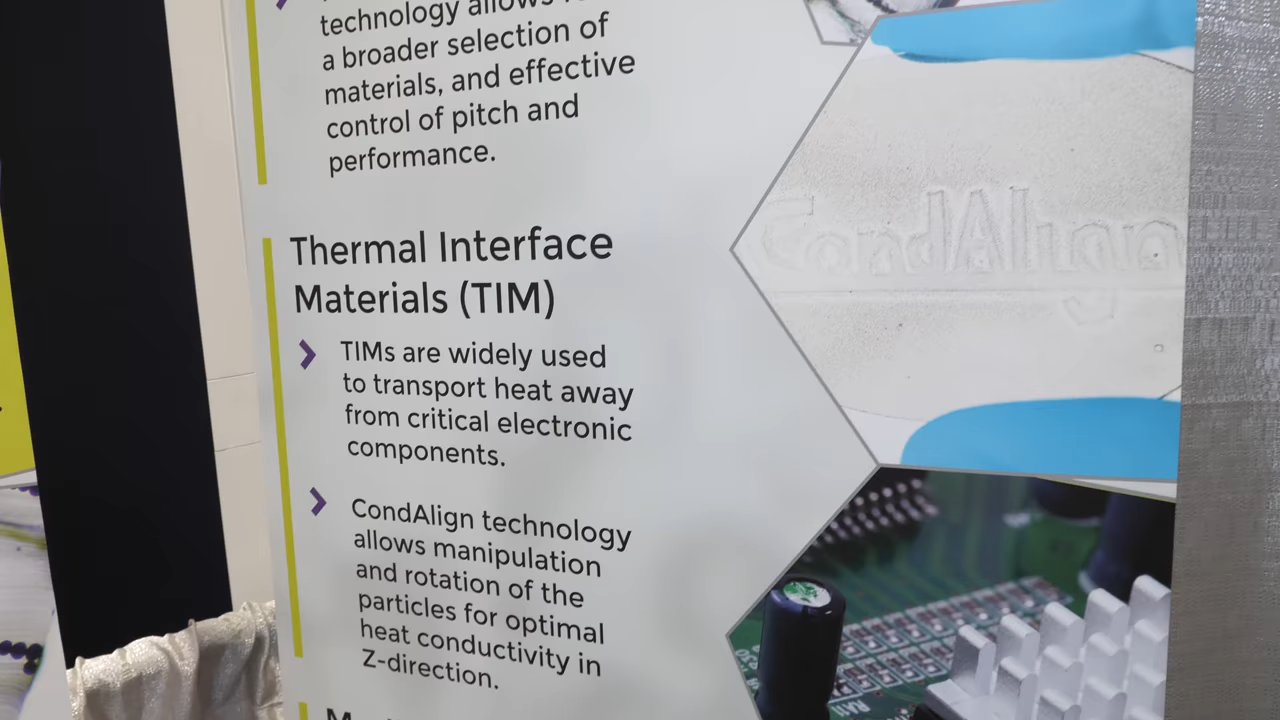 technology allows
a broader selection of
materials, and effective
control of pitch and
performance.
Thermal Interface
Materials (TIM)
TIMs are widely used
to transport heat away
from critical electronic
components.
CondAlign technology
allows manipulation
and rotation of the
particles for optimal
heat conductivity in
Z-direction.
CondAlign
RA11